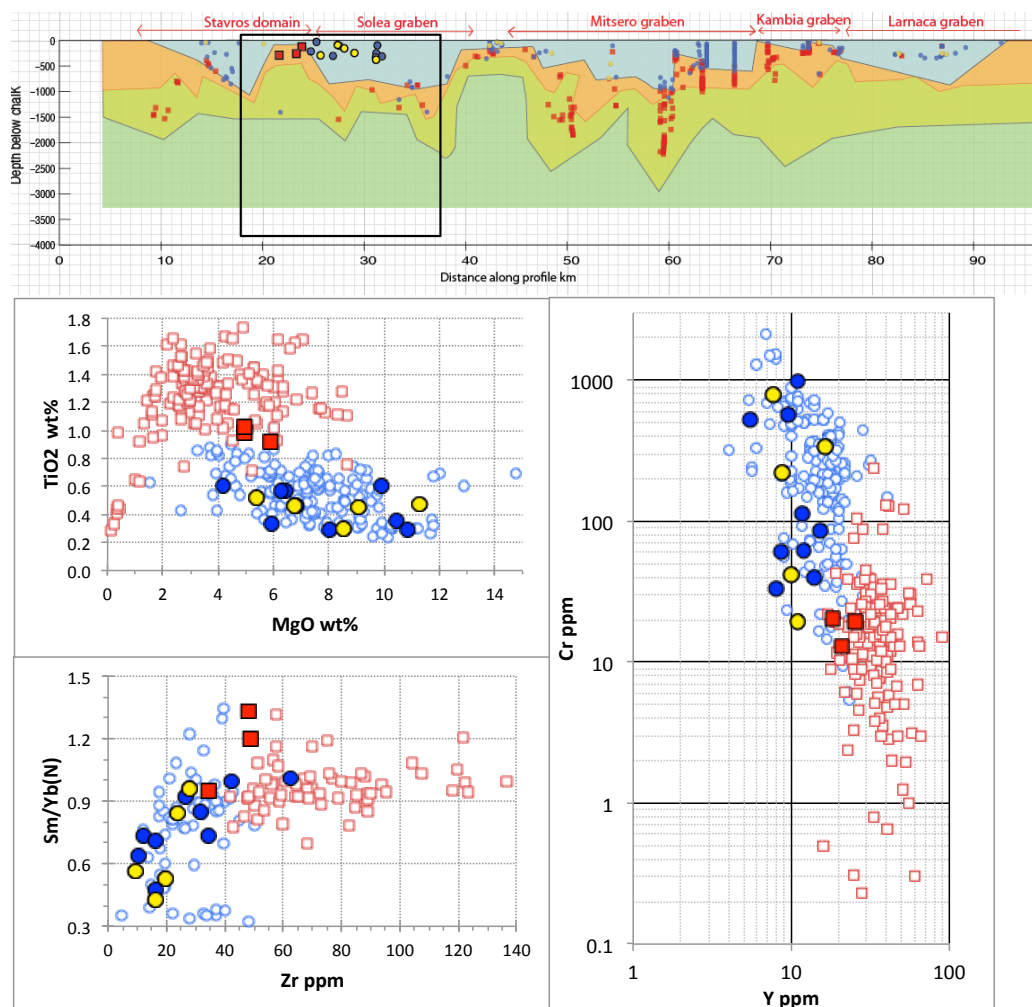 Stavros domain Solea graben Mitsero graben Kambia graben Larnaca graben
Depth below chalk
0
-500
-1000
-1500
-2000
-2500
-3000
-3500
-4000
0 10 20 30 40 50 60 70 80 90
Distance along profile km
TiO2 wt%
1.8
1.6
1.4
1.2
1.0
0.8
0.6
0.4
0.2
0.0
0 2 4 6 8 10 12 14
MgO wt%
Sm/Yb(N)
1.5
1.2
0.9
0.6
0.3
0 20 40 60 80 100 120 140
Zr ppm
Cr ppm
1000
100
10
1
0.1
1 10 100
Y ppm